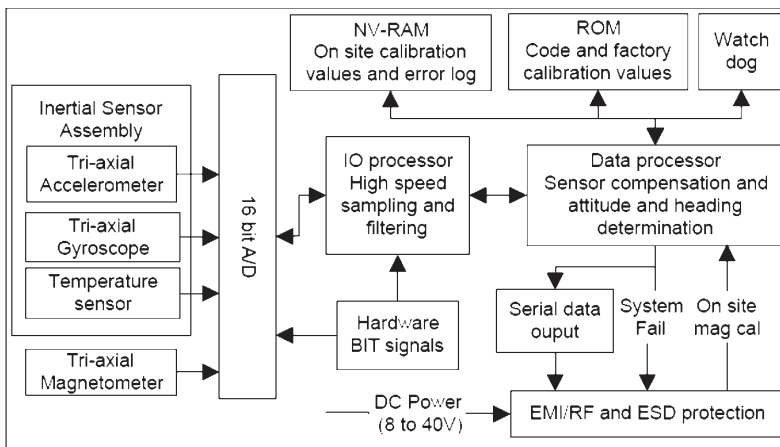 NV-RAM
On site calibration
values and error log
ROM
Code and factory
calibration values
Watch
dog
Inertial Sensor
Assembly
Tri-axial
Accelerometer
Tri-axial
Gyroscope
Temperature
sensor
Tri-axial
Magnetometer
16 bit A/D
IO processor
High speed
sampling and
filtering
Data processor
Sensor compensation and
attitude and heading
determination
Hardware
BIT signals
Serial data
ouput
System
Fail
On site
mag cal
DC Power
(8 to 40V)
EMI/RF and ESD protection